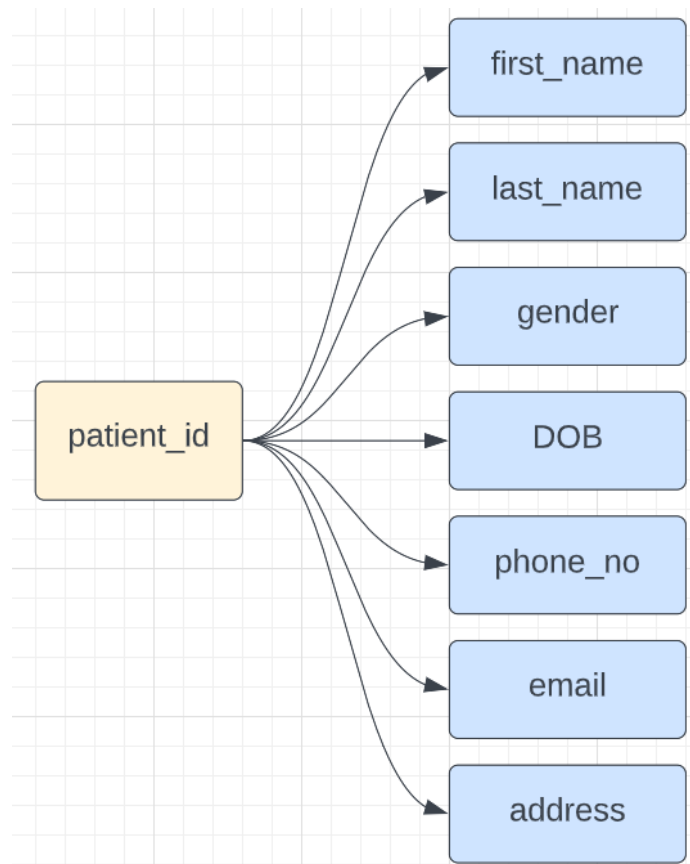 patient_id
first_name
last_name
gender
DOB
phone_no
email
address